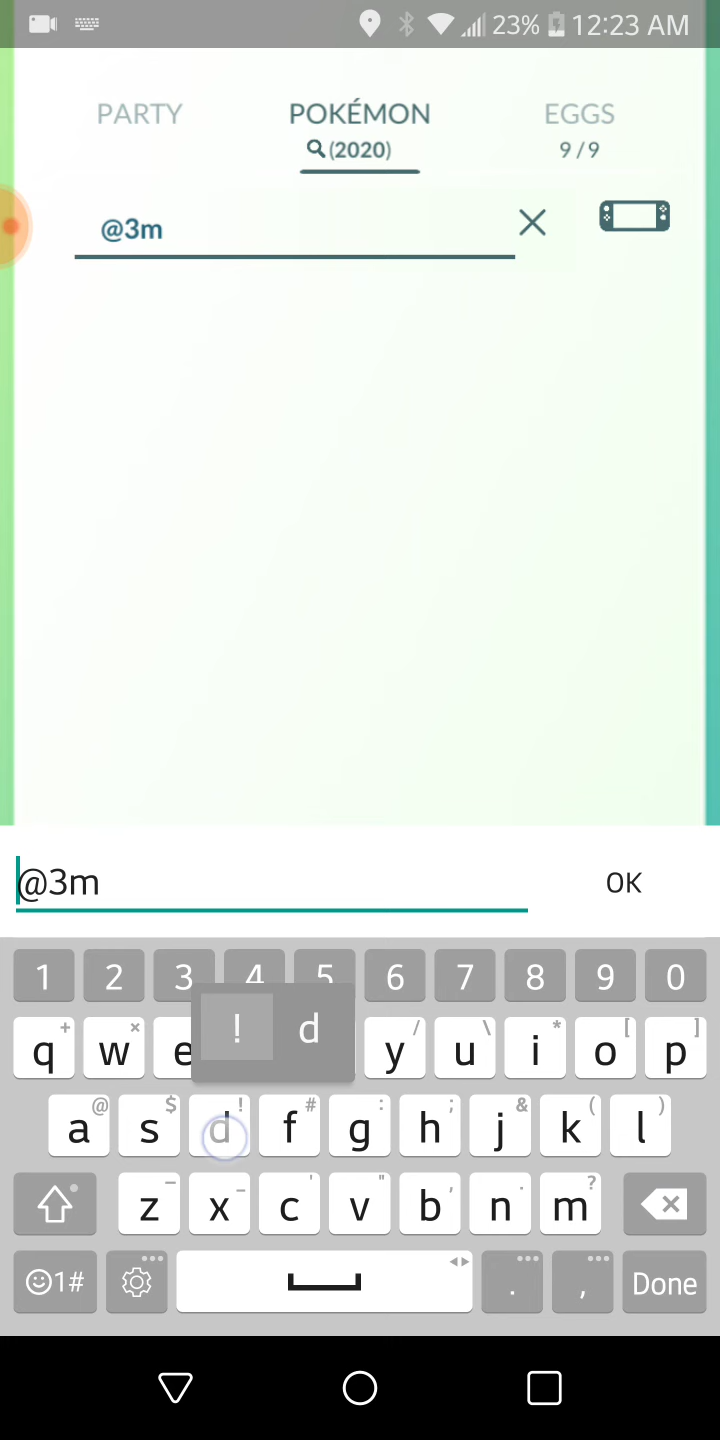 23% 12:23 AM
PARTY POKÉMON EGGS
(2020) 9/9
@3m
@3m OK
1 2 3 4 5 6 7 8 9 0
! d
q + w × e y / u \ i * o [ p ]
a @ s $ d ! f # g : h ; j & k ( l )
z – x _ c ' v " b , n . m ?
1# ... ... . ... , Done